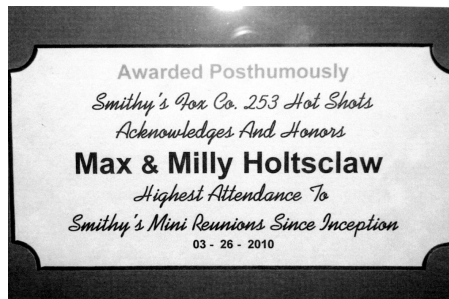 Awarded Posthumously
Smithy's Fox Co. 253 Hot Shots
Acknowledges And Honors
Max & Milly Holtsclaw
Highest Attendance To
Smithy's Mini Reunions Since Inception
03 - 26 - 2010